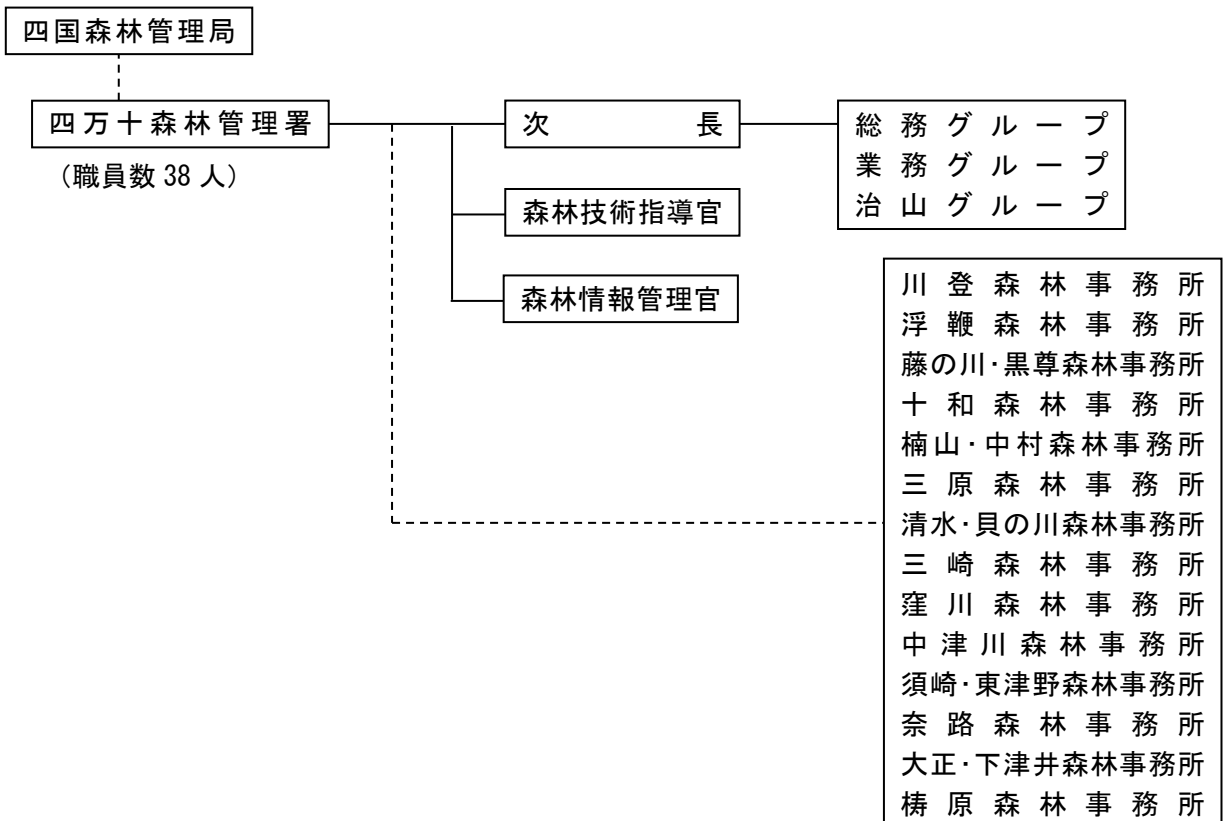 四国森林管理局
四万十森林管理署
（職員数 38 人）
次長
森林技術指導官
森林情報管理官
総務グループ
業務グループ
治山グループ
川登森林事務所
浮鞭森林事務所
藤の川･黒尊森林事務所
十和森林事務所
楠山･中村森林事務所
三原森林事務所
清水･貝の川森林事務所
三崎森林事務所
窪川森林事務所
中津川森林事務所
須崎･東津野森林事務所
奈路森林事務所
大正･下津井森林事務所
梼原森林事務所